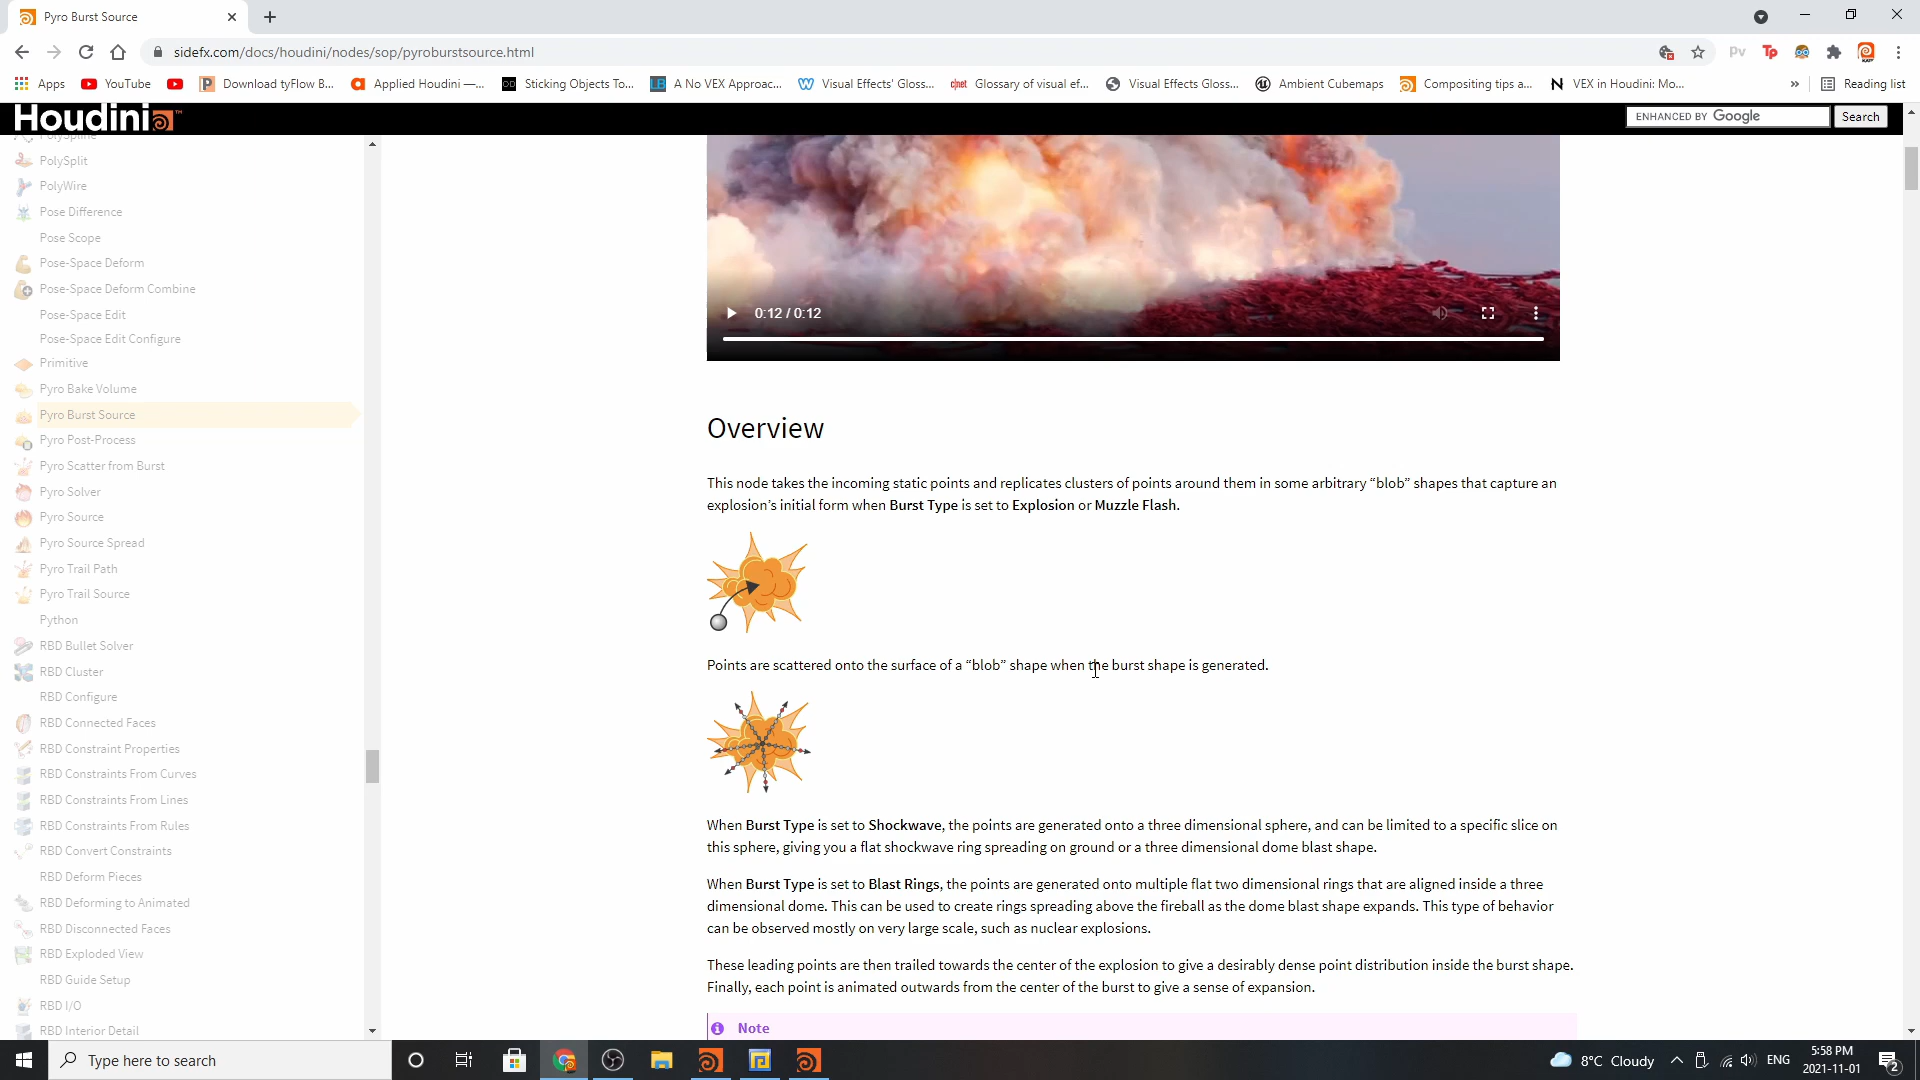 Pyro Burst Source
sidefx.com/docs/houdini/nodes/sop/pyroburstsource.html
Apps
YouTube
Download tyFlow B...
Applied Houdini —...
Sticking Objects To...
A No VEX Approac...
Visual Effects' Gloss...
Glossary of visual ef...
Visual Effects Gloss...
Ambient Cubemaps
Compositing tips a...
VEX in Houdini: Mo...
»
Reading list
Houdini
ENHANCED BY Google
Search
PolySpline
PolySplit
PolyWire
Pose Difference
Pose Scope
Pose-Space Deform
Pose-Space Deform Combine
Pose-Space Edit
Pose-Space Edit Configure
Primitive
Pyro Bake Volume
Pyro Burst Source
Pyro Post-Process
Pyro Scatter from Burst
Pyro Solver
Pyro Source
Pyro Source Spread
Pyro Trail Path
Pyro Trail Source
Python
RBD Bullet Solver
RBD Cluster
RBD Configure
RBD Connected Faces
RBD Constraint Properties
RBD Constraints From Curves
RBD Constraints From Lines
RBD Constraints From Rules
RBD Convert Constraints
RBD Deform Pieces
RBD Deforming to Animated
RBD Disconnected Faces
RBD Exploded View
RBD Guide Setup
RBD I/O
RBD Interior Detail
0:12 / 0:12
Overview
This node takes the incoming static points and replicates clusters of points around them in some arbitrary “blob” shapes that capture an
explosion’s initial form when Burst Type is set to Explosion or Muzzle Flash.
Points are scattered onto the surface of a “blob” shape when the burst shape is generated.
When Burst Type is set to Shockwave, the points are generated onto a three dimensional sphere, and can be limited to a specific slice on
this sphere, giving you a flat shockwave ring spreading on ground or a three dimensional dome blast shape.
When Burst Type is set to Blast Rings, the points are generated onto multiple flat two dimensional rings that are aligned inside a three
dimensional dome. This can be used to create rings spreading above the fireball as the dome blast shape expands. This type of behavior
can be observed mostly on very large scale, such as nuclear explosions.
These leading points are then trailed towards the center of the explosion to give a desirably dense point distribution inside the burst shape.
Finally, each point is animated outwards from the center of the burst to give a sense of expansion.
Note
Type here to search
8°C Cloudy
ENG
5:58 PM
2021-11-01
2